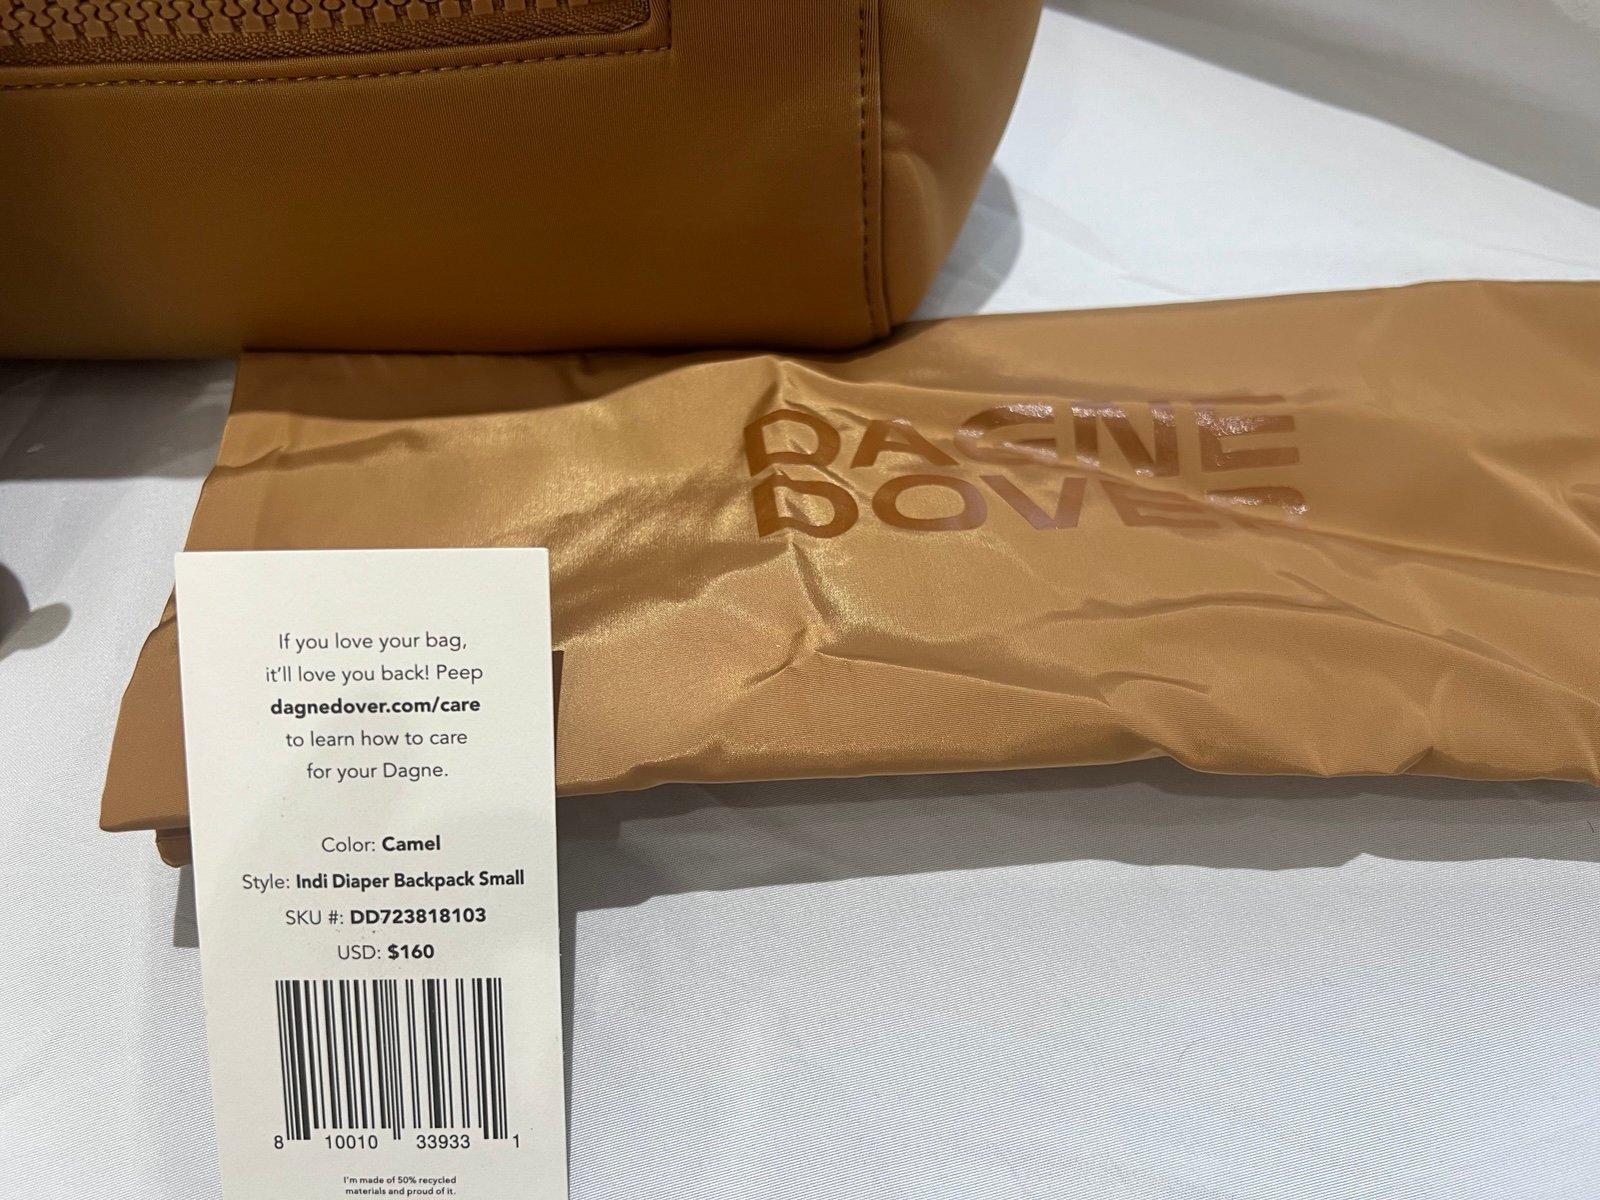 DAGNE
DOVER
If you love your bag,
it'll love you back! Peep
dagnedover.com/care
to learn how to care
for your Dagne.
Color: Camel
Style: Indi Diaper Backpack Small
SKU #: DD723818103
USD: $160
8 10010 33933 1
I'm made of 50% recycled
materials and proud of it.